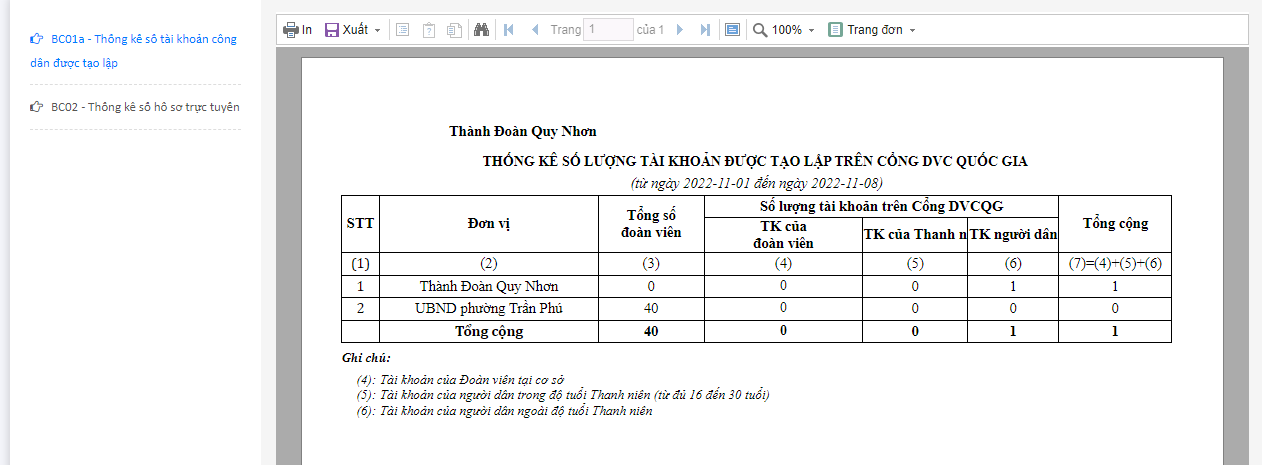 BC01a - Thống kê số tài khoản công
dân được tạo lập
BC02 - Thống kê số hồ sơ trực tuyến
In Xuất Trang 1 của 1 100% Trang đơn
Thành Đoàn Quy Nhơn
THỐNG KÊ SỐ LƯỢNG TÀI KHOẢN ĐƯỢC TẠO LẬP TRÊN CỔNG DVC QUỐC GIA
(từ ngày 2022-11-01 đến ngày 2022-11-08)
STT Đơn vị Tổng số đoàn viên Số lượng tài khoản trên Cổng DVCQG Tổng cộng
TK của đoàn viên TK của Thanh n TK người dân
(1) (2) (3) (4) (5) (6) (7)=(4)+(5)+(6)
1 Thành Đoàn Quy Nhơn 0 0 0 1 1
2 UBND phường Trần Phú 40 0 0 0 0
Tổng cộng 40 0 0 1 1
Ghi chú:
(4): Tài khoản của Đoàn viên tại cơ sở
(5): Tài khoản của người dân trong độ tuổi Thanh niên (từ đủ 16 đến 30 tuổi)
(6): Tài khoản của người dân ngoài độ tuổi Thanh niên